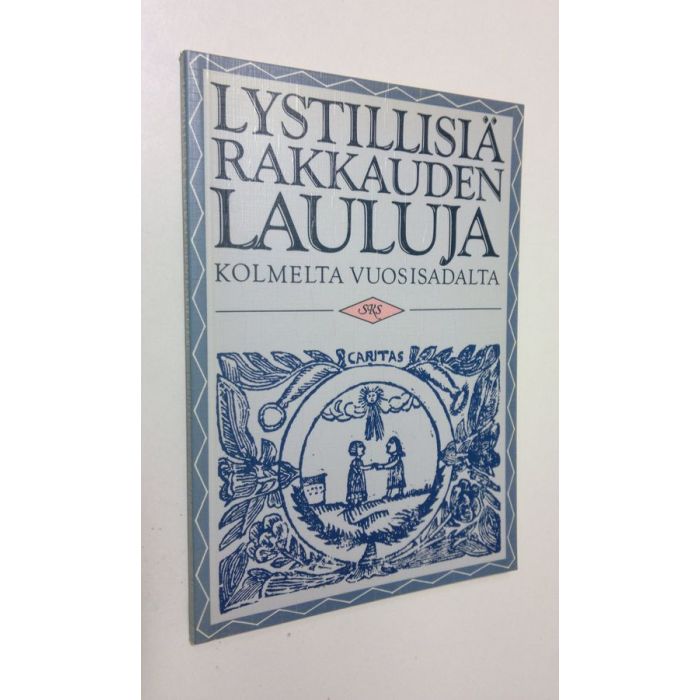 LYSTILLISIÄ
RAKKAUDEN
LAULUJA
KOLMELTA VUOSISADALTA
SKS
CARITAS